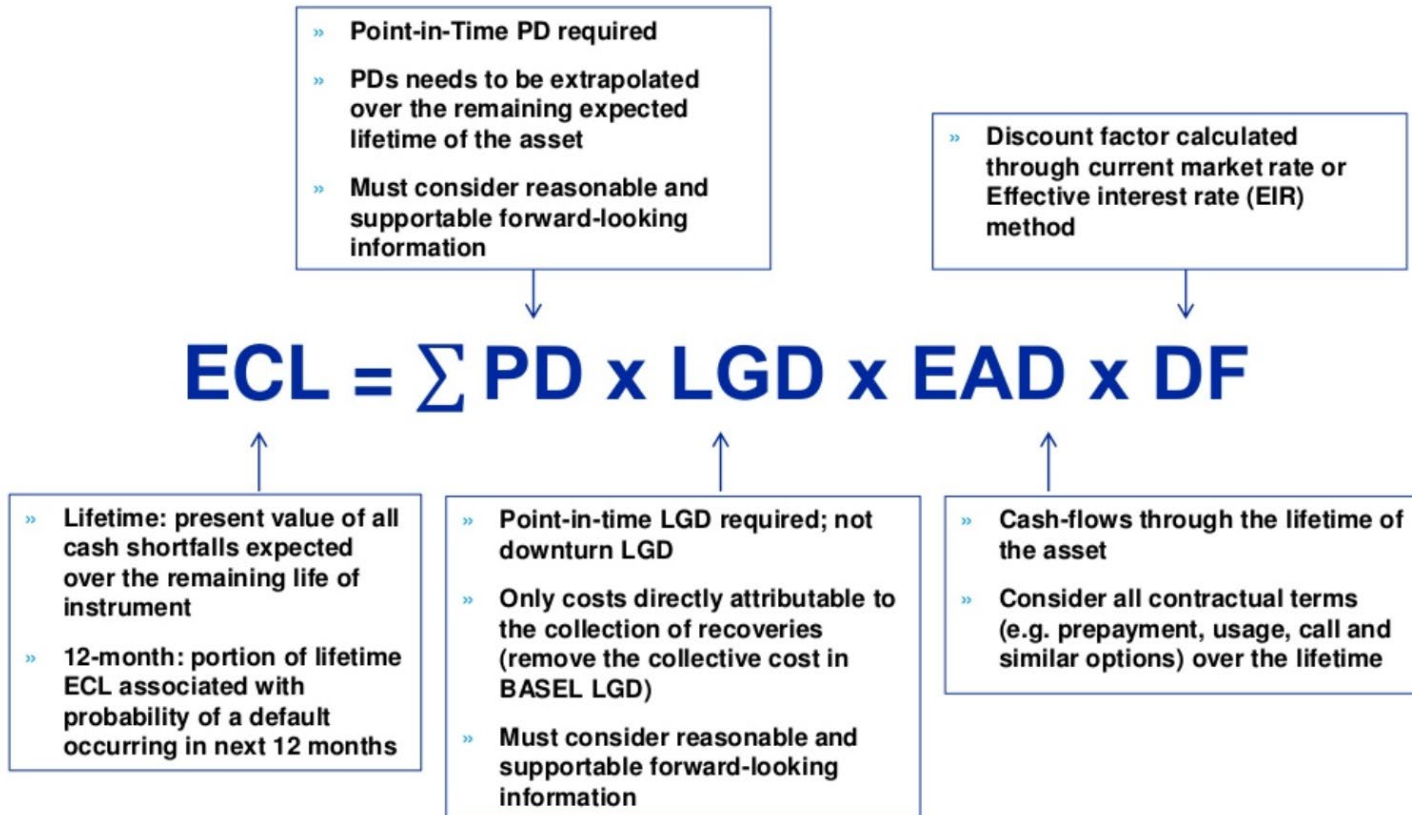 » Point-in-Time PD required
» PDs needs to be extrapolated
over the remaining expected
lifetime of the asset
» Must consider reasonable and
supportable forward-looking
information
» Discount factor calculated
through current market rate or
Effective interest rate (EIR)
method
ECL = ∑ PD x LGD x EAD x DF
» Lifetime: present value of all
cash shortfalls expected
over the remaining life of
instrument
» 12-month: portion of lifetime
ECL associated with
probability of a default
occurring in next 12 months
» Point-in-time LGD required; not
downturn LGD
» Only costs directly attributable to
the collection of recoveries
(remove the collective cost in
BASEL LGD)
» Must consider reasonable and
supportable forward-looking
information
» Cash-flows through the lifetime of
the asset
» Consider all contractual terms
(e.g. prepayment, usage, call and
similar options) over the lifetime